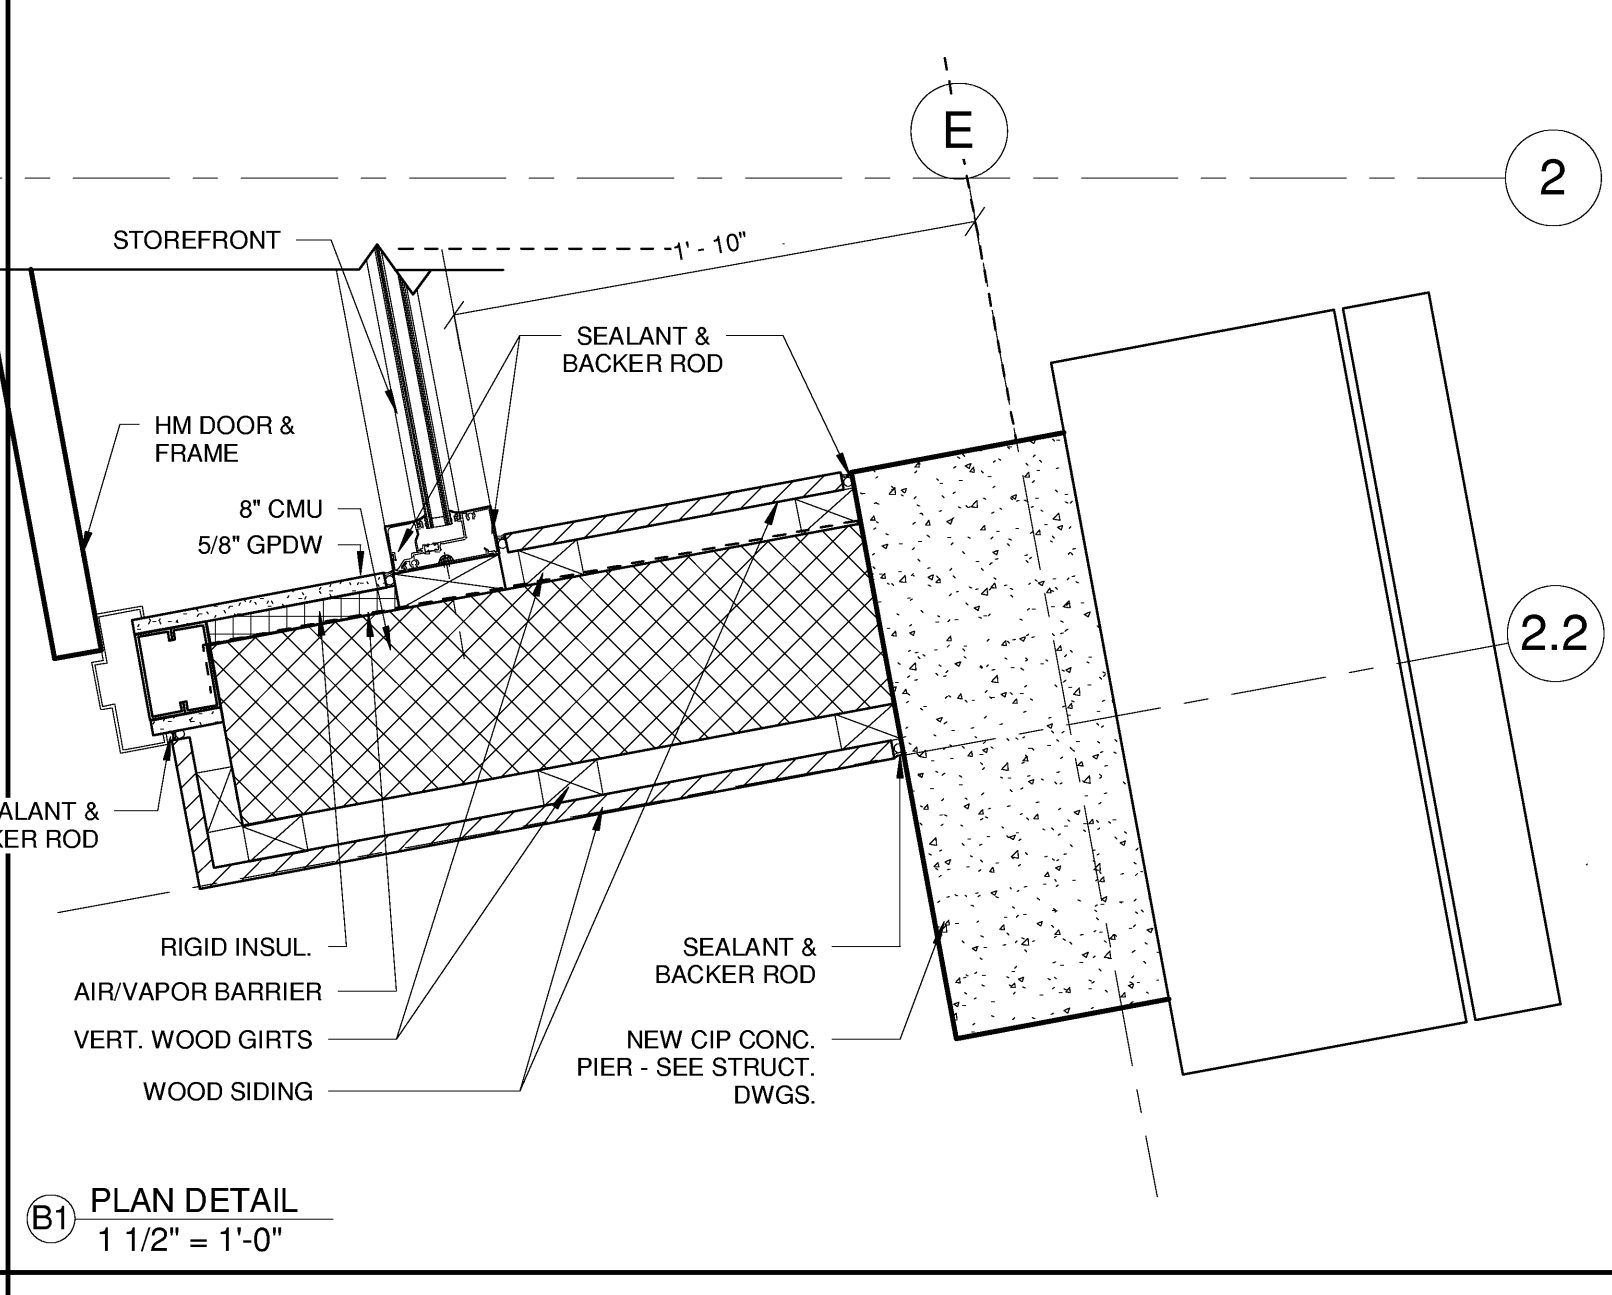 E
2
STOREFRONT
1' - 10"
SEALANT &
BACKER ROD
HM DOOR &
FRAME
8" CMU
5/8" GPDW
2.2
ALANT &
KER ROD
RIGID INSUL.
AIR/VAPOR BARRIER
VERT. WOOD GIRTS
WOOD SIDING
SEALANT &
BACKER ROD
NEW CIP CONC.
PIER - SEE STRUCT.
DWGS.
B1
PLAN DETAIL
1 1/2" = 1'-0"